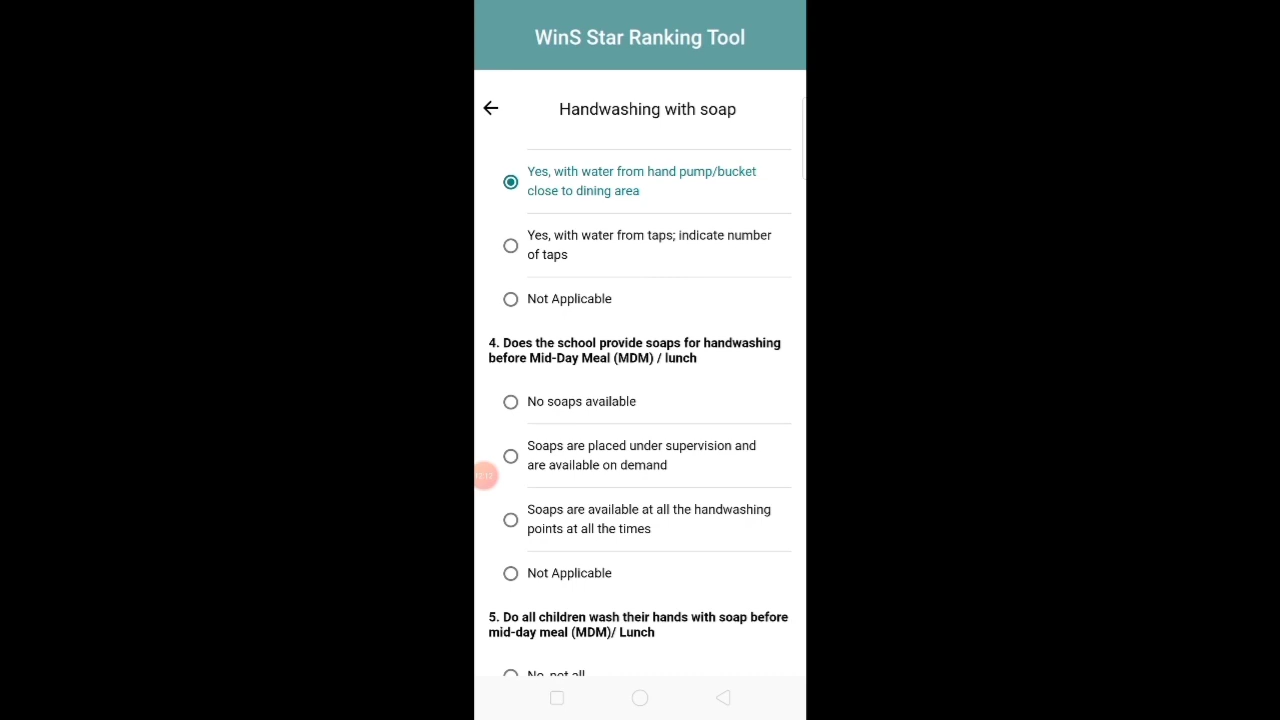 WinS Star Ranking Tool
Handwashing with soap
Yes, with water from hand pump/bucket
close to dining area
Yes, with water from taps; indicate number
of taps
Not Applicable
4. Does the school provide soaps for handwashing
before Mid-Day Meal (MDM) / lunch
No soaps available
Soaps are placed under supervision and
are available on demand
Soaps are available at all the handwashing
points at all the times
Not Applicable
5. Do all children wash their hands with soap before
mid-day meal (MDM)/ Lunch
No, not all